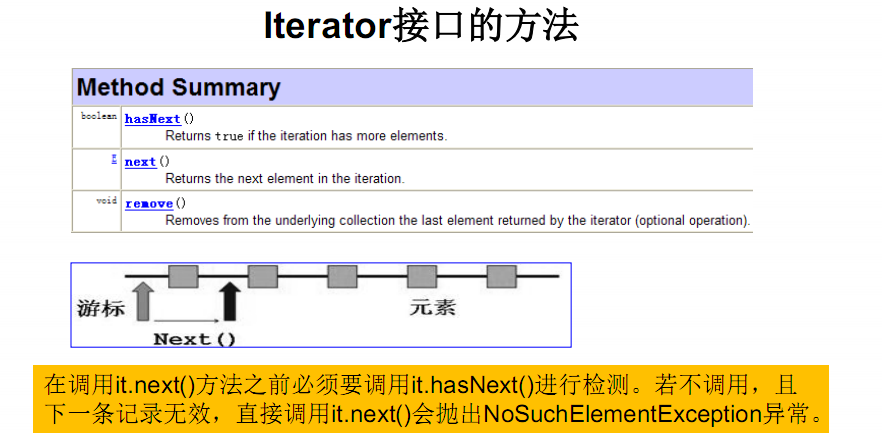 Iterator接口的方法
Method Summary
boolean hasNext()
Returns true if the iteration has more elements.
E next()
Returns the next element in the iteration.
void remove()
Removes from the underlying collection the last element returned by the iterator (optional operation).
游标 元素
Next()
在调用it.next()方法之前必须要调用it.hasNext()进行检测。若不调用，且
下一条记录无效，直接调用it.next()会抛出NoSuchElementException异常。